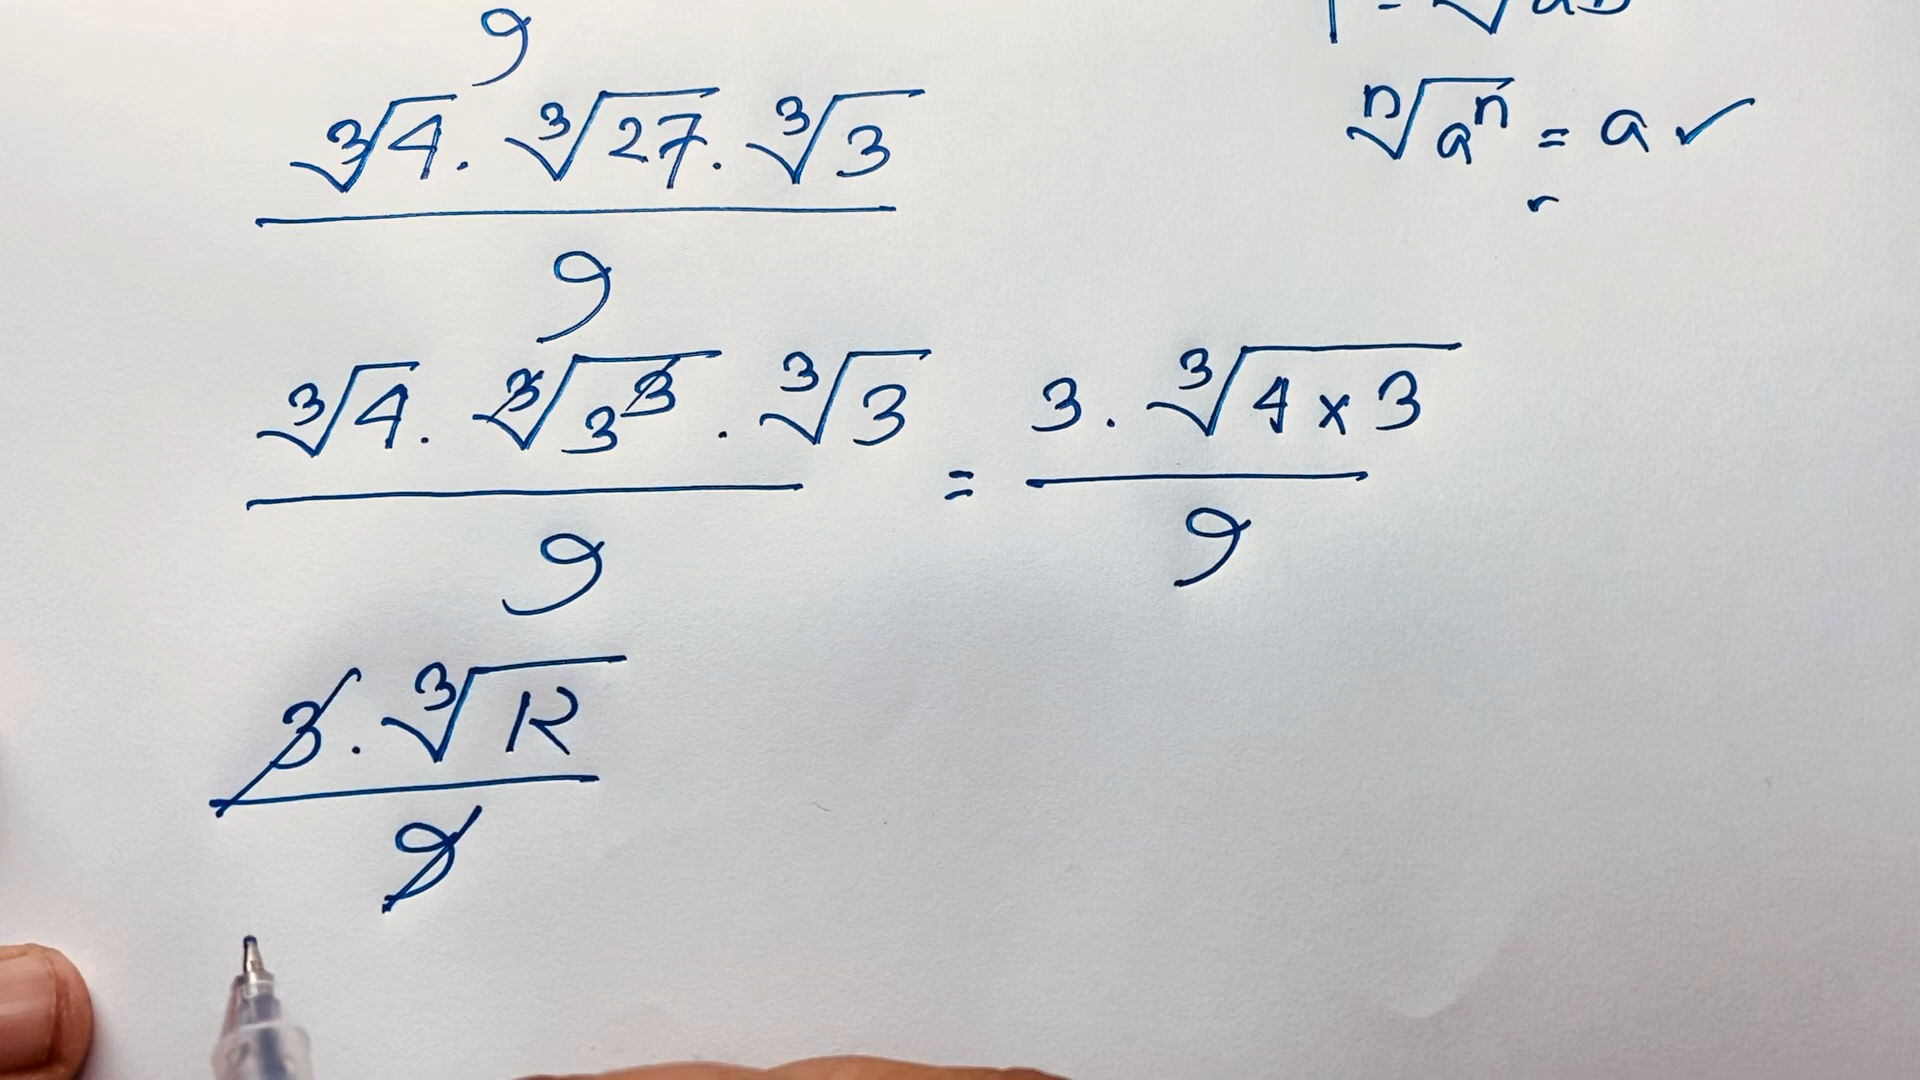 9
∛4 . ∛27 . ∛3
9
ⁿ√aⁿ = a ✓
∛4 . ∛3³ . ∛3 = 3 . ∛4 × 3
9 9
3 . ∛12
9